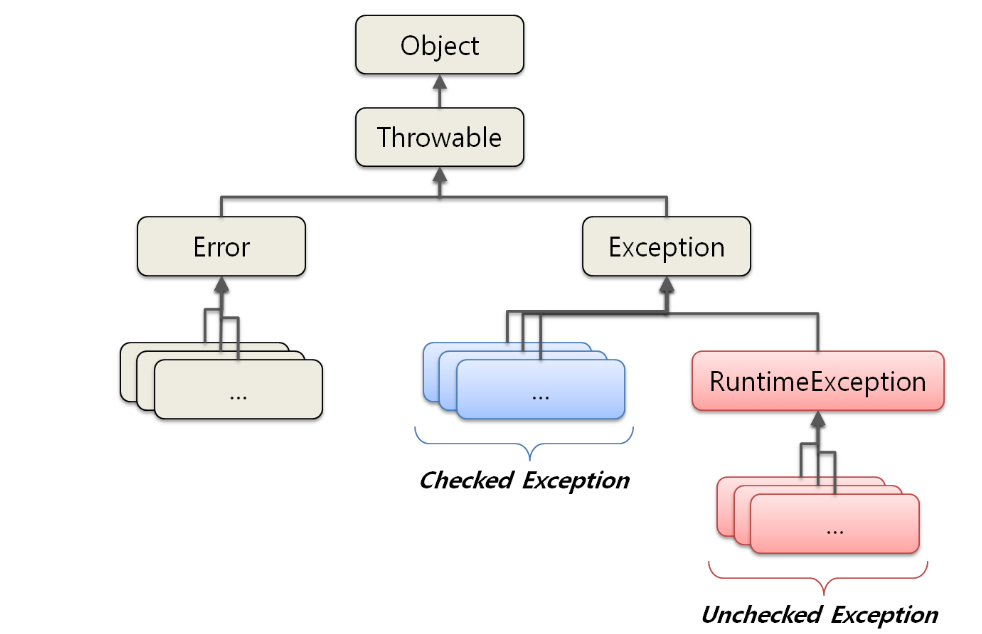 Object
Throwable
Error
Exception
...
...
RuntimeException
Checked Exception
...
Unchecked Exception